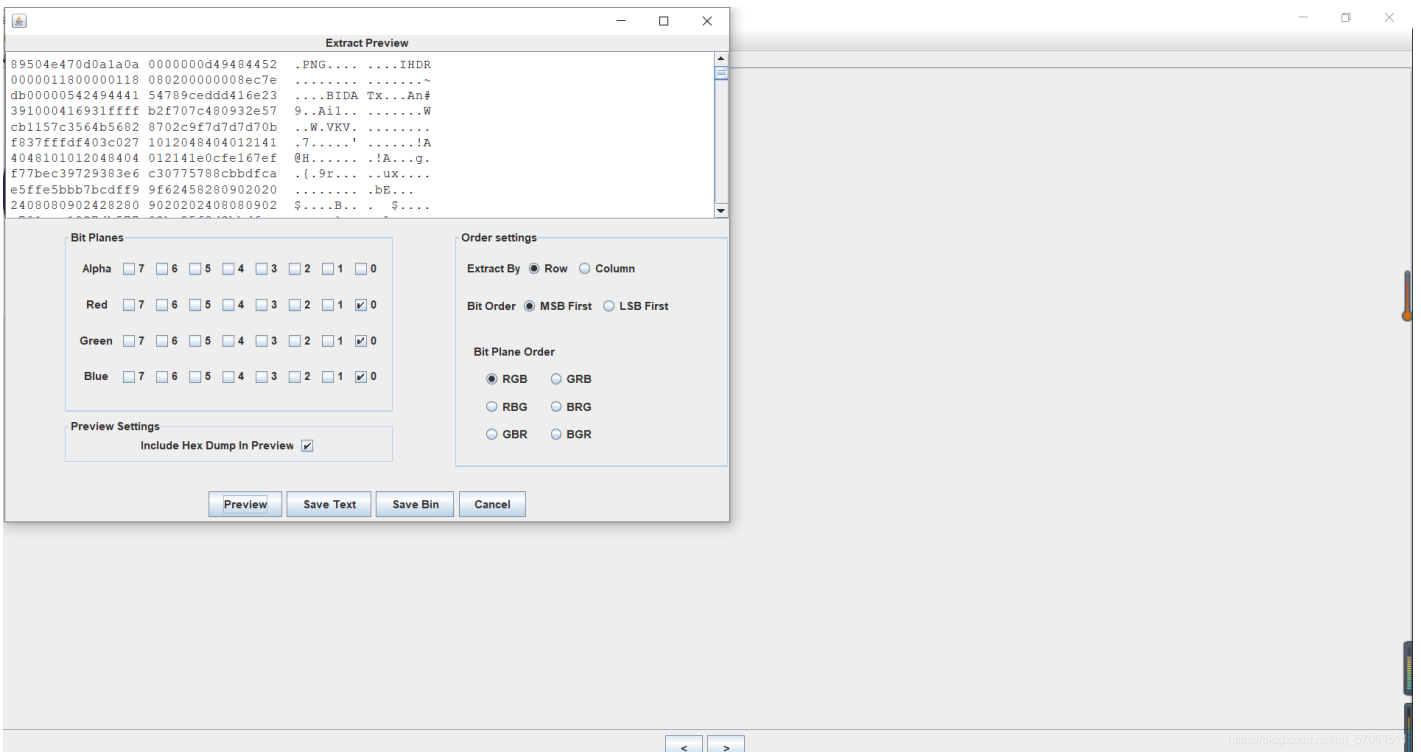 Extract Preview
89504e470d0a1a0a 0000000d49484452 .PNG.... ....IHDR
0000011800000118 080200000008ec7e ........ .......~
db00000542494441 54789ceddd416e23 ....BIDA Tx...An#
391000416931ffff b2f707c480932e57 9..Ai1.. .......W
cb1157c3564b5682 8702c9f7d7d7d70b ..W.VKV. ........
f837fffdf403c027 1012048404012141 .7.....' ......!A
4048101012048404 012141e0cfe167ef @H...... .!A...g.
f77bec39729383e6 c30775788cbbdfca .{.9r... ..ux....
e5ffe5bbb7bcdff9 9f62458280902020 ........ .bE... 
2408080902428280 9020202408080902 $....B.. . $....
Bit Planes
Alpha 7 6 5 4 3 2 1 0
Red 7 6 5 4 3 2 1 0
Green 7 6 5 4 3 2 1 0
Blue 7 6 5 4 3 2 1 0
Preview Settings
Include Hex Dump In Preview
Order settings
Extract By Row Column
Bit Order MSB First LSB First
Bit Plane Order
RGB GRB
RBG BRG
GBR BGR
Preview Save Text Save Bin Cancel
< >